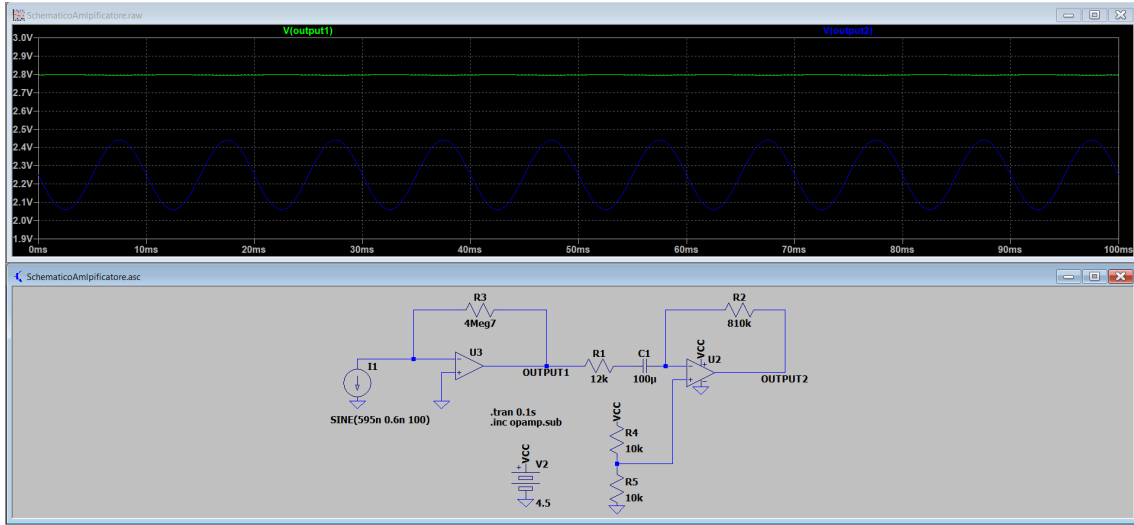 SchematicoAmlpificatore.raw
V(output1)
V(output2)
3.0V
2.9V
2.8V
2.7V
2.6V
2.5V
2.4V
2.3V
2.2V
2.1V
2.0V
1.9V
0ms 10ms 20ms 30ms 40ms 50ms 60ms 70ms 80ms 90ms 100ms
SchematicoAmlpificatore.asc
R3
4Meg7
R2
810k
U3
I1
SINE(595n 0.6n 100)
OUTPUT1
R1
12k
C1
100µ
VCC
U2
OUTPUT2
.tran 0.1s
.inc opamp.sub
VCC
R4
10k
VCC
V2
4.5
R5
10k